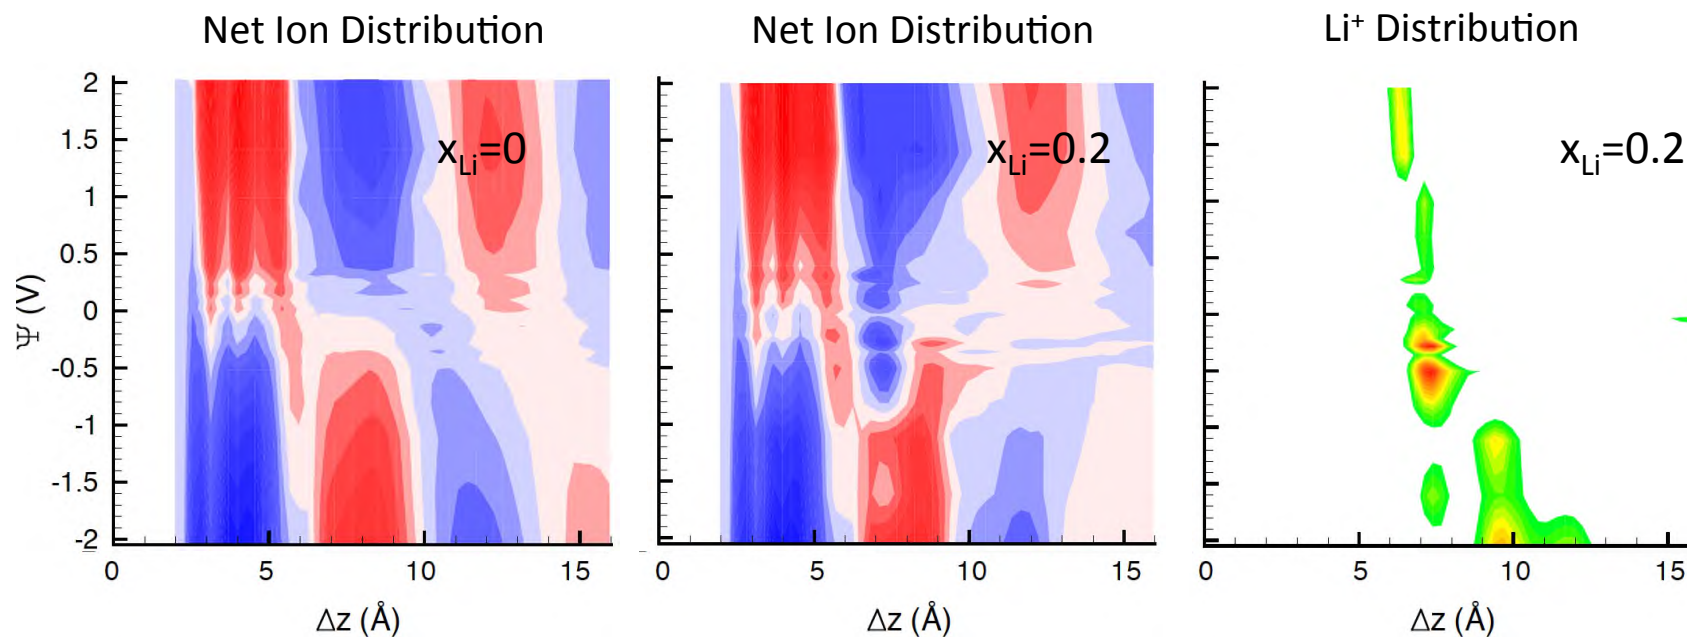 Net Ion Distribution
Net Ion Distribution
Li⁺ Distribution
2
1.5
1
0.5
0
-0.5
-1
-1.5
-2
Ψ (V)
x_Li=0
x_Li=0.2
x_Li=0.2
0 5 10 15
0 5 10 15
0 5 10 15
Δz (Å)
Δz (Å)
Δz (Å)